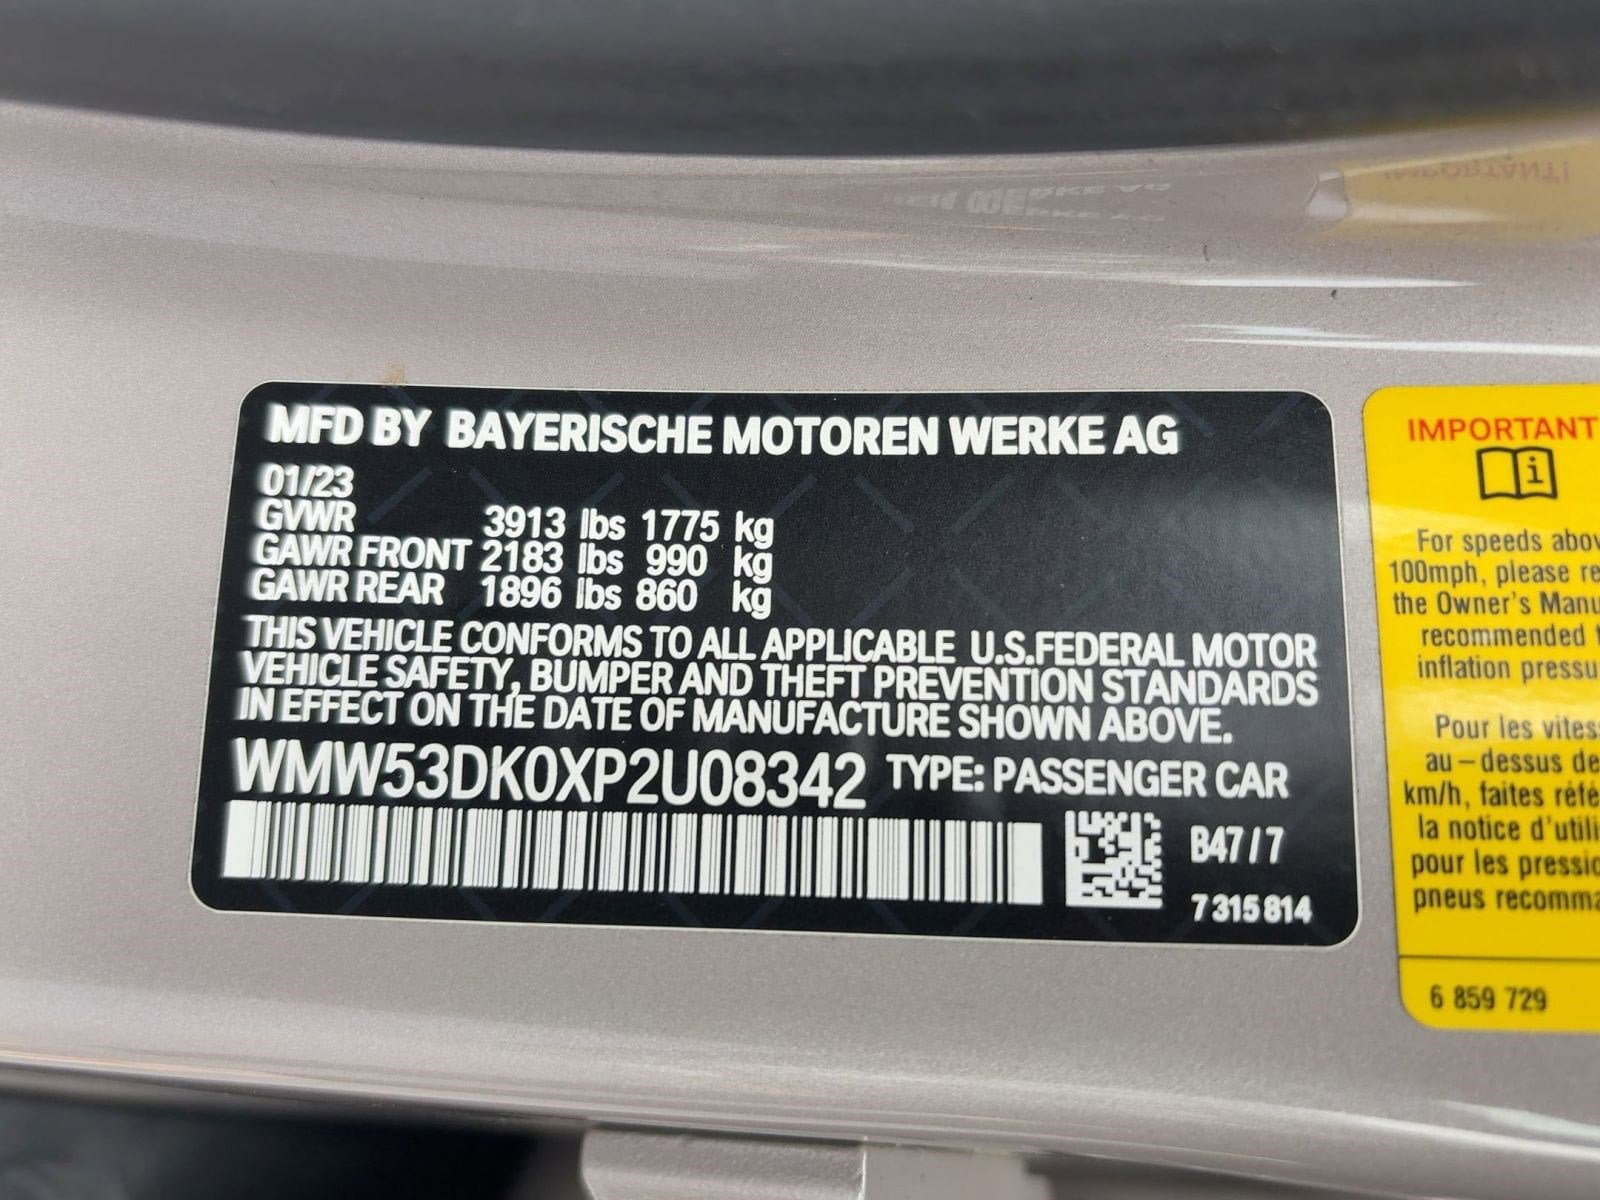 MFD BY BAYERISCHE MOTOREN WERKE AG
01/23
GVWR 3913 lbs 1775 kg
GAWR FRONT 2183 lbs 990 kg
GAWR REAR 1896 lbs 860 kg
THIS VEHICLE CONFORMS TO ALL APPLICABLE U.S.FEDERAL MOTOR
VEHICLE SAFETY, BUMPER AND THEFT PREVENTION STANDARDS
IN EFFECT ON THE DATE OF MANUFACTURE SHOWN ABOVE.
WMW53DK0XP2U08342 TYPE: PASSENGER CAR
B47/7
7 315 814
IMPORTANT
i
For speeds abov
100mph, please re
the Owner's Manu
recommended t
inflation pressu
Pour les vitess
au-dessus de
km/h, faites réfé
la notice d'utili
pour les pressio
pneus recomma
6 859 729